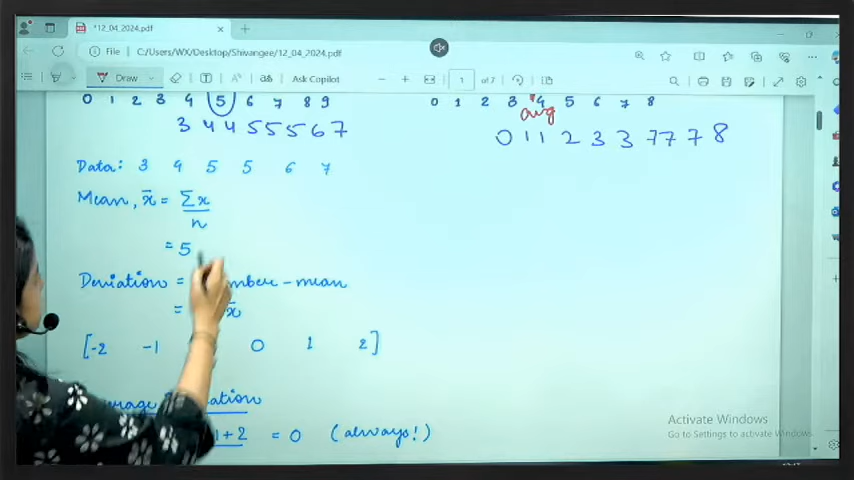 *12_04_2024.pdf
File C:/Users/WX/Desktop/Shivangee/12_04_2024.pdf
Draw Ask Copilot 1 of 7
0 1 2 3 4 5 6 7 8 9
0 1 2 3 4 5 6 7 8
avg
3 4 4 5 5 5 6 7
0 1 1 2 3 3 7 7 7 8
Data: 3 4 5 5 6 7
Mean, x̄ = Σx
n
= 5
Deviation = mber - mean
= x̄
[-2 -1 0 1 2]
1+2 = 0 (always!)
Activate Windows
Go to Settings to activate Windows.